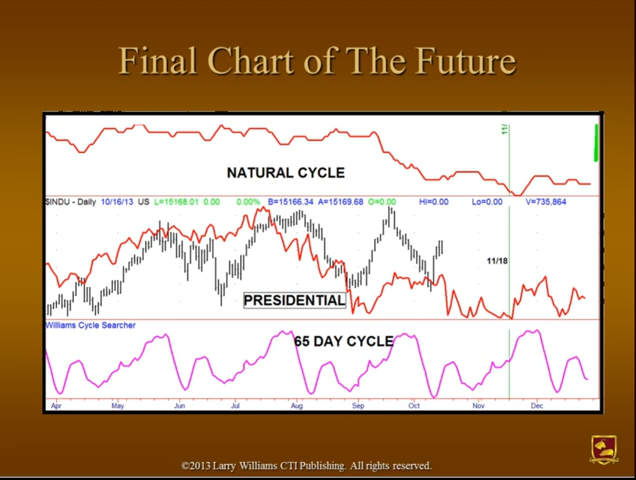 Final Chart of The Future
11/
NATURAL CYCLE
$INDU - Daily 10/16/13 US L=15168.01 0.00 0.00% B=15166.34 A=15169.68 O=0.00 Hi=0.00 Lo=0.00 V=735,864
11/18
PRESIDENTIAL
Williams Cycle Searcher
65 DAY CYCLE
Apr May Jun Jul Aug Sep Oct Nov Dec
©2013 Larry Williams CTI Publishing. All rights reserved.